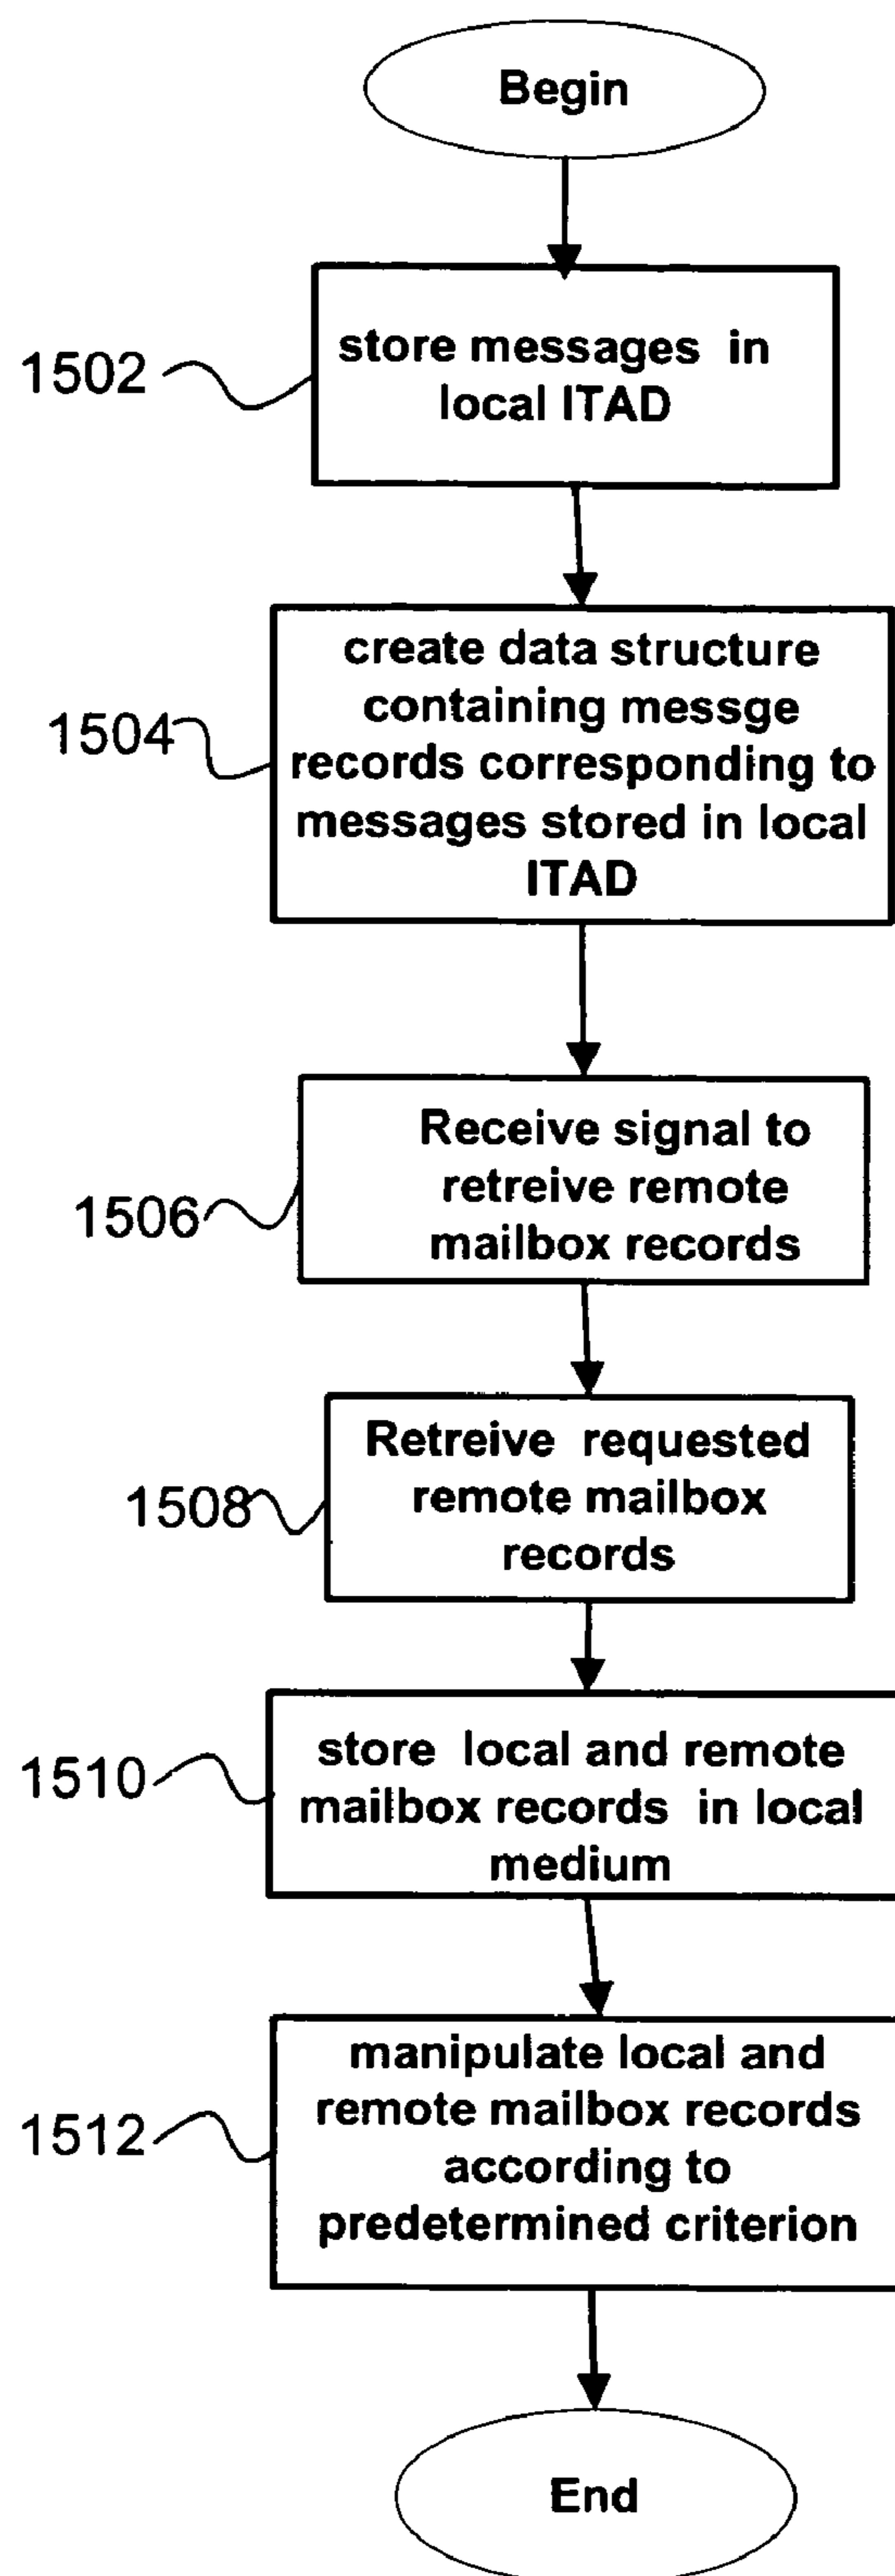 Begin
1502
store messages in
local ITAD
1504
create data structure
containing messge
records corresponding to
messages stored in local
ITAD
1506
Receive signal to
retreive remote
mailbox records
1508
Retreive requested
remote mailbox
records
1510
store local and remote
mailbox records in local
medium
1512
manipulate local and
remote mailbox records
according to
predetermined criterion
End